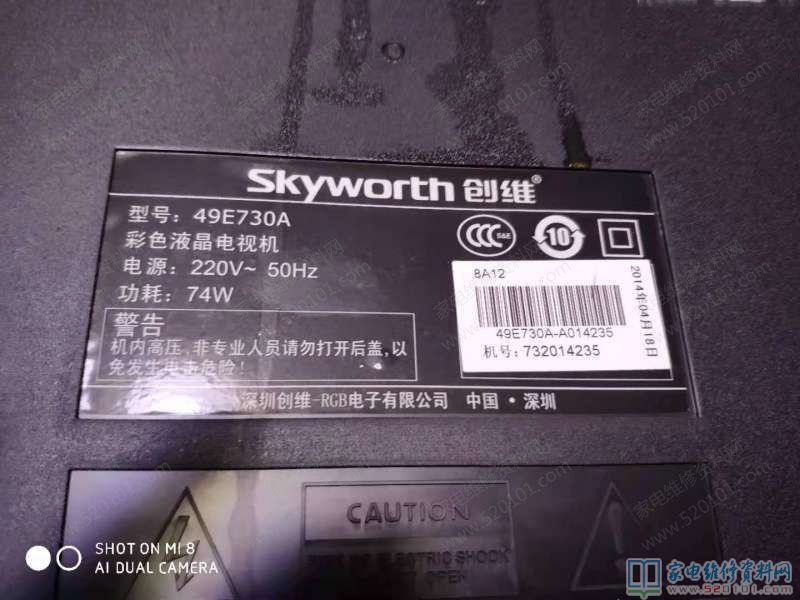 Skyworth 创维®
型号: 49E730A
彩色液晶电视机
电源: 220V~ 50Hz
功耗: 74W
CCC S&E
10
警告
机内高压, 非专业人员请勿打开后盖, 以
免发生电击危险!
8A12
49E730A-A014235
机号: 732014235
2014年04月18日
深圳创维-RGB电子有限公司 中国·深圳
CAUTION
ELECTRIC SHOCK
OPEN
SHOT ON MI 8
AI DUAL CAMERA
家电维修资料网
www.520101.com